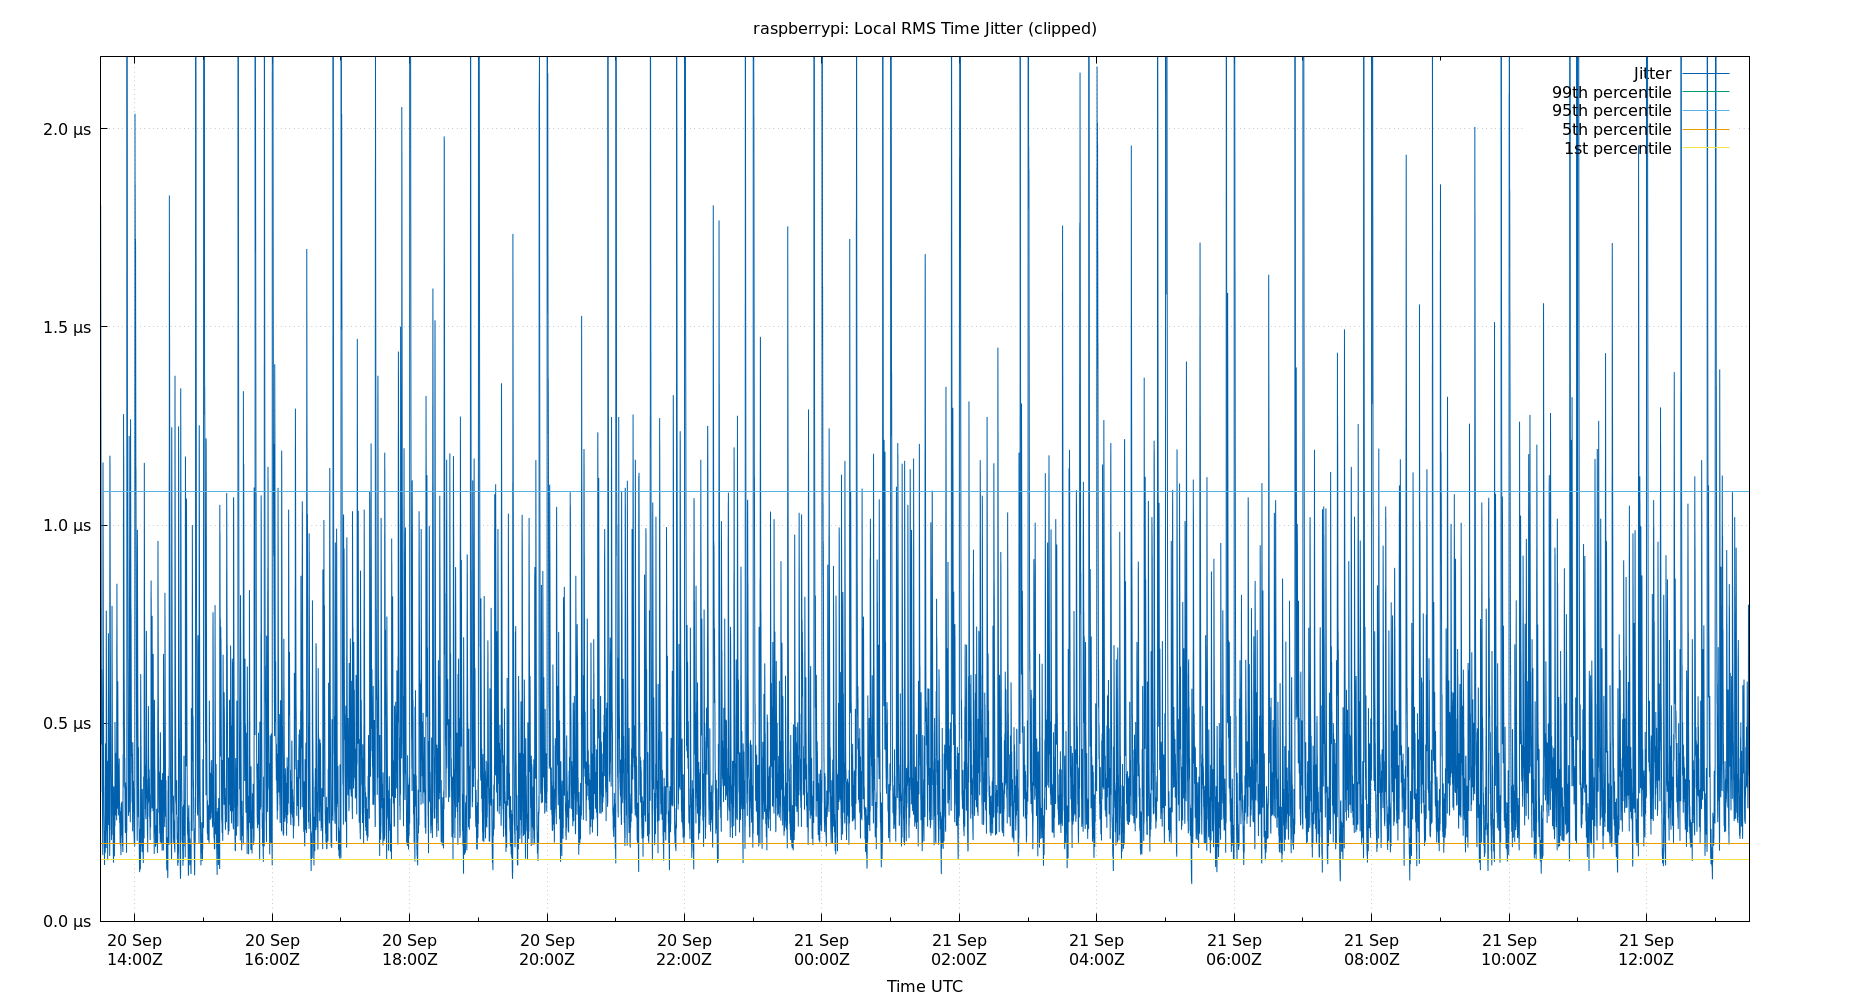 raspberrypi: Local RMS Time Jitter (clipped)
Jitter
99th percentile
95th percentile
5th percentile
1st percentile
2.0 µs
1.5 µs
1.0 µs
0.5 µs
0.0 µs
20 Sep 20 Sep 20 Sep 20 Sep 20 Sep 21 Sep 21 Sep 21 Sep 21 Sep 21 Sep 21 Sep 21 Sep
14:00Z 16:00Z 18:00Z 20:00Z 22:00Z 00:00Z 02:00Z 04:00Z 06:00Z 08:00Z 10:00Z 12:00Z
Time UTC